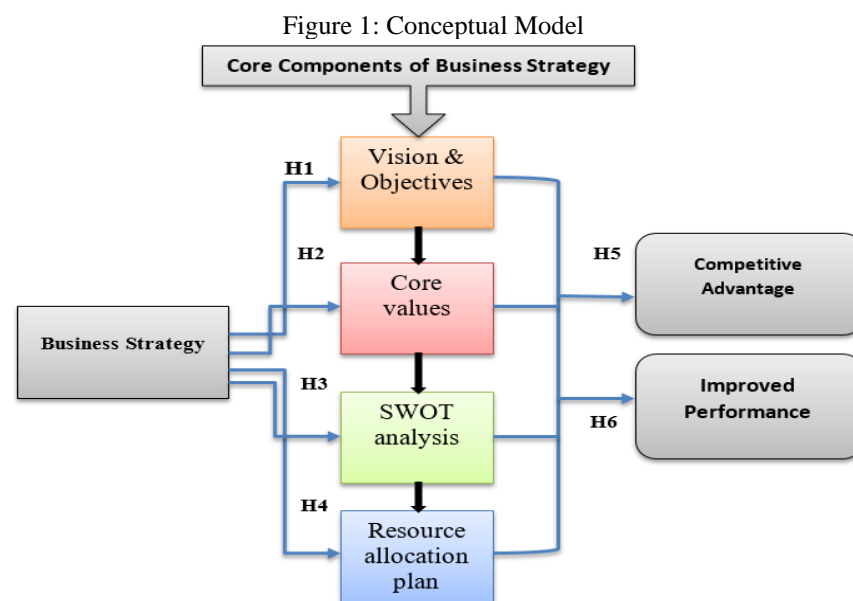 Figure 1: Conceptual Model
Core Components of Business Strategy
H1
Vision &
Objectives
H2
Core
values
H5
Competitive
Advantage
Business Strategy
H3
SWOT
analysis
Improved
Performance
H6
H4
Resource
allocation
plan